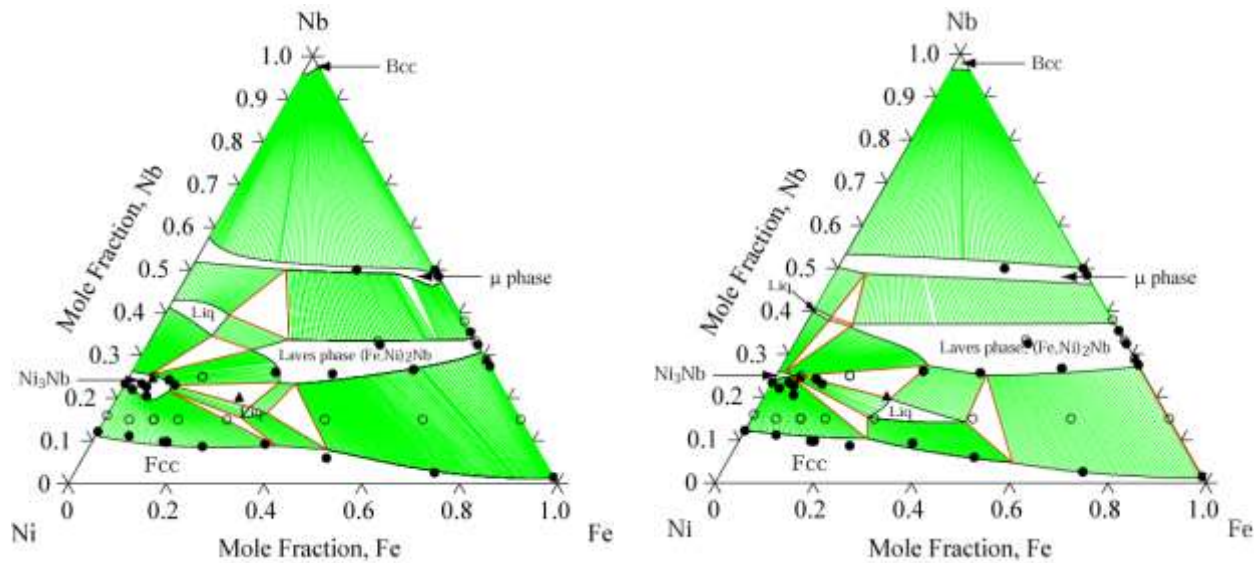 Nb
1.0
Bcc
0.9
0.8
0.7
Mole Fraction, Nb
0.6
0.5
μ phase
0.4
Liq
0.3
Laves phase (Fe,Ni)2Nb
Ni3Nb
0.2
Liq
0.1
Fcc
0
0
0.2
0.4
0.6
0.8
1.0
Ni
Fe
Mole Fraction, Fe
Nb
1.0
Bcc
0.9
0.8
0.7
Mole Fraction, Nb
0.6
0.5
μ phase
Liq
0.4
0.3
Laves phase, (Fe,Ni)2Nb
Ni3Nb
0.2
Liq
0.1
Fcc
0
0
0.2
0.4
0.6
0.8
1.0
Ni
Fe
Mole Fraction, Fe